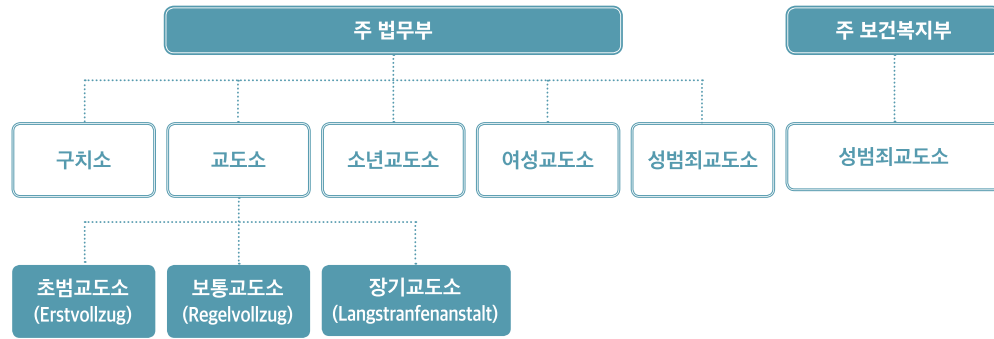 주 법무부
주 보건복지부
구치소
교도소
소년교도소
여성교도소
성범죄교도소
성범죄교도소
초범교도소
(Erstvollzug)
보통교도소
(Regelvollzug)
장기교도소
(Langstranfenanstalt)